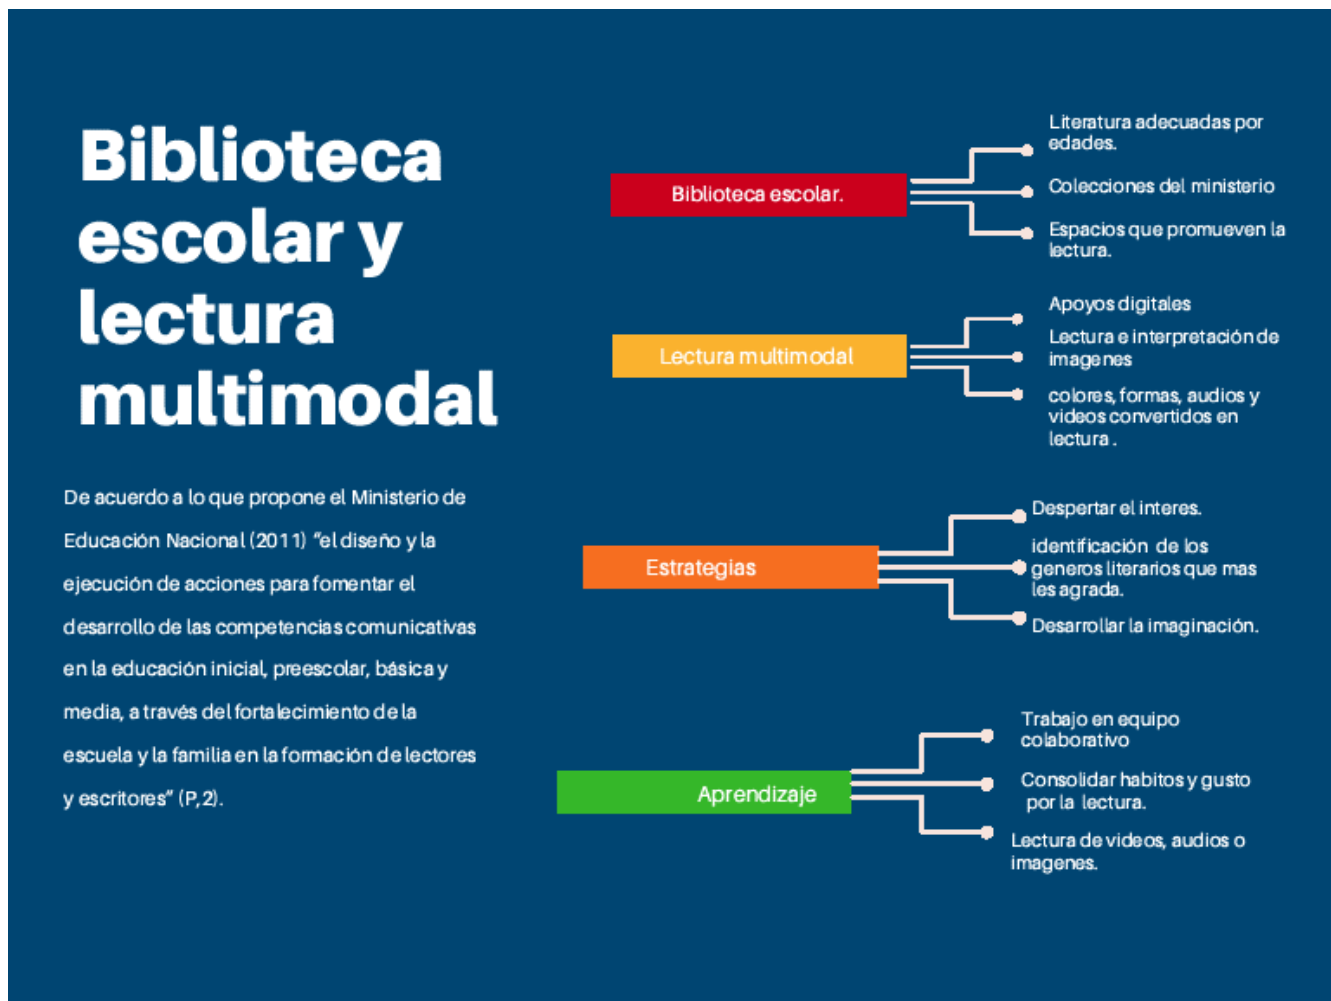 Biblioteca
escolar y
lectura
multimodal
De acuerdo a lo que propone el Ministerio de
Educación Nacional (2011) “el diseño y la
ejecución de acciones para fomentar el
desarrollo de las competencias comunicativas
en la educación inicial, preescolar, básica y
media, a través del fortalecimiento de la
escuela y la familia en la formación de lectores
y escritores” (P,2).
Biblioteca escolar.
Literatura adecuadas por
edades.
Colecciones del ministerio
Espacios que promueven la
lectura.
Lectura multimodal
Apoyos digitales
Lectura e interpretación de
imagenes
colores, formas, audios y
videos convertidos en
lectura .
Estrategias
Despertar el interes.
identificación de los
generos literarios que mas
les agrada.
Desarrollar la imaginación.
Aprendizaje
Trabajo en equipo
colaborativo
Consolidar habitos y gusto
por la lectura.
Lectura de videos, audios o
imagenes.